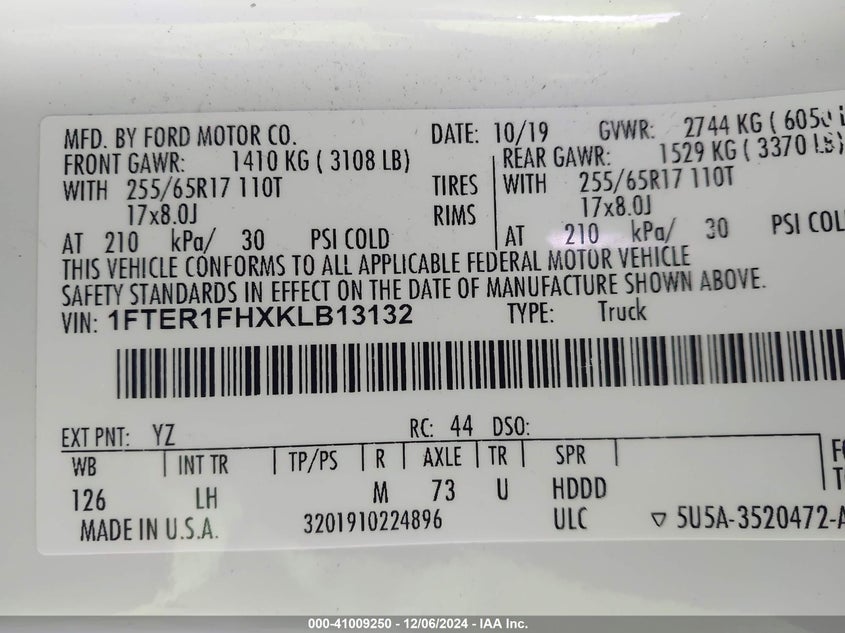 MFD. BY FORD MOTOR CO. DATE: 10/19 GVWR: 2744 KG ( 6050
FRONT GAWR: 1410 KG ( 3108 LB) REAR GAWR: 1529 KG ( 3370 LB)
WITH 255/65R17 110T TIRES WITH 255/65R17 110T
17x8.0J RIMS 17x8.0J
AT 210 kPa/ 30 PSI COLD AT 210 kPa/ 30 PSI COL
THIS VEHICLE CONFORMS TO ALL APPLICABLE FEDERAL MOTOR VEHICLE
SAFETY STANDARDS IN EFFECT ON THE DATE OF MANUFACTURE SHOWN ABOVE.
VIN: 1FTER1FHXKLB13132 TYPE: Truck
EXT PNT: YZ RC: 44 DSO:
WB INT TR TP/PS R AXLE TR SPR
126 LH M 73 U HDDD
MADE IN U.S.A. 3201910224896 ULC ▽ 5U5A-3520472-A
000-41009250 - 12/06/2024 - IAA Inc.